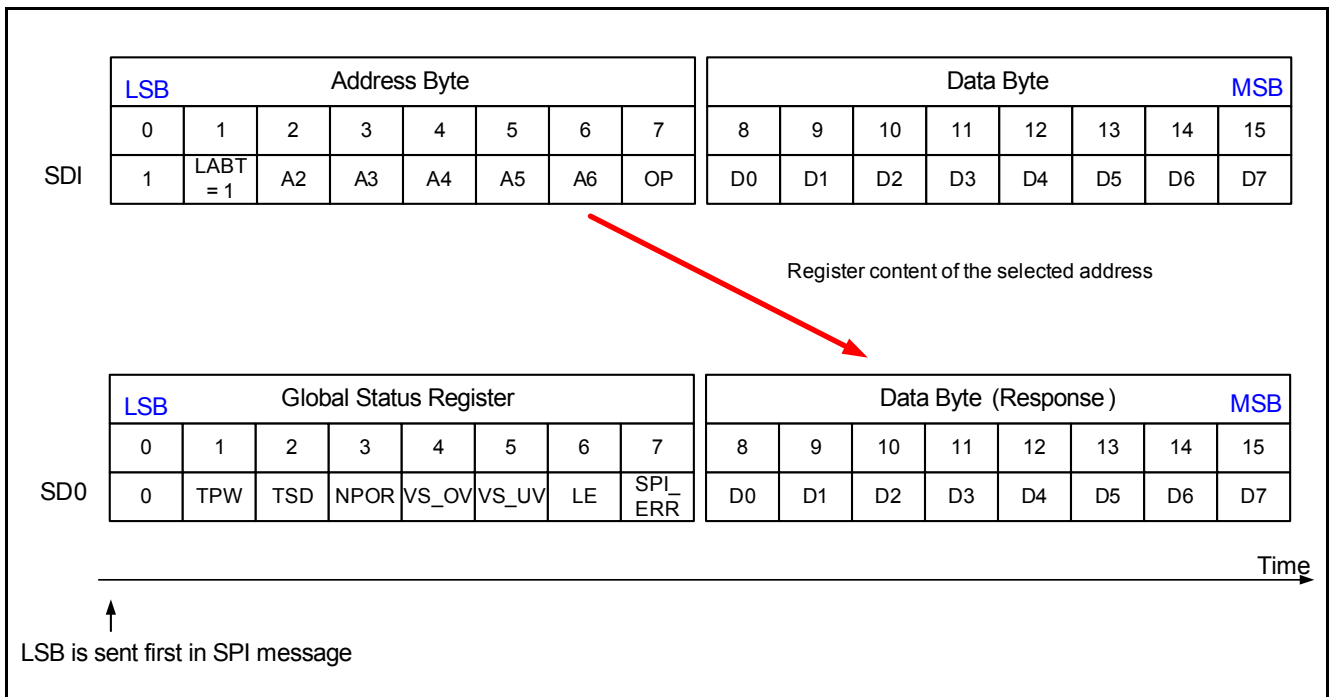 LSB Address Byte Data Byte MSB
0 1 2 3 4 5 6 7 8 9 10 11 12 13 14 15
SDI 1 LABT = 1 A2 A3 A4 A5 A6 OP D0 D1 D2 D3 D4 D5 D6 D7
Register content of the selected address
LSB Global Status Register Data Byte (Response) MSB
0 1 2 3 4 5 6 7 8 9 10 11 12 13 14 15
SD0 0 TPW TSD NPOR VS_OV VS_UV LE SPI_ERR D0 D1 D2 D3 D4 D5 D6 D7
Time
LSB is sent first in SPI message